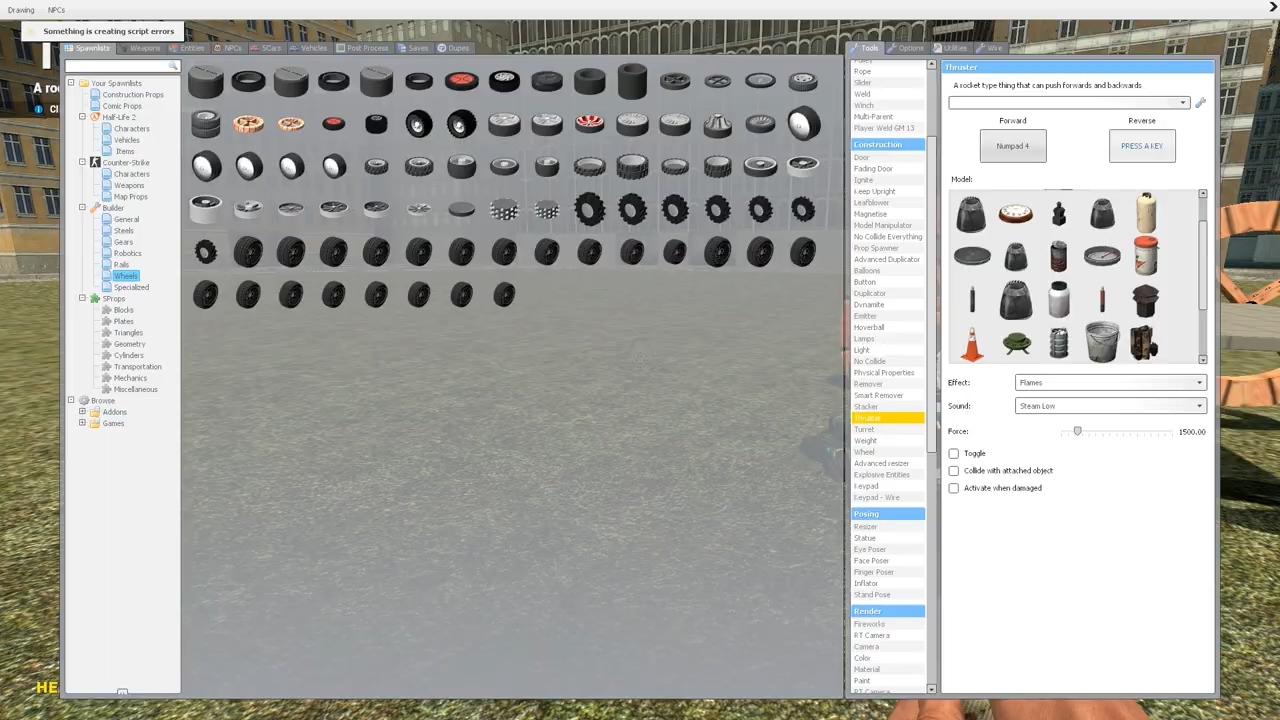 Drawing NPCs
Something is creating script errors
A ro
Cl
HE
Spawnlists Weapons Entities NPCs SCars Vehicles Post Process Saves Dupes
Your Spawnlists
Construction Props
Comic Props
Half-Life 2
Characters
Vehicles
Items
Counter-Strike
Characters
Weapons
Map Props
Builder
General
Steels
Gears
Robotics
Rails
Wheels
Specialized
SProps
Blocks
Plates
Triangles
Geometry
Cylinders
Transportation
Mechanics
Miscellaneous
Browse
Addons
Games
Tools Options Utilities Wire
Pulley
Rope
Slider
Weld
Winch
Multi-Parent
Player Weld GM 13
Construction
Door
Fading Door
Ignite
Keep Upright
Leafblower
Magnetise
Model Manipulator
No Collide Everything
Prop Spawner
Advanced Duplicator
Balloons
Button
Duplicator
Dynamite
Emitter
Hoverball
Lamps
Light
No Collide
Physical Properties
Remover
Smart Remover
Stacker
Thruster
Turret
Weight
Wheel
Advanced resizer
Explosive Entities
Keypad
Keypad - Wire
Posing
Resizer
Statue
Eye Poser
Face Poser
Finger Poser
Inflator
Stand Pose
Render
Fireworks
RT Camera
Camera
Color
Material
Paint
RT Camera
Thruster
A rocket type thing that can push forwards and backwards
Forward Reverse
Numpad 4 PRESS A KEY
Model:
Effect: Flames
Sound: Steam Low
Force: 1500.00
Toggle
Collide with attached object
Activate when damaged